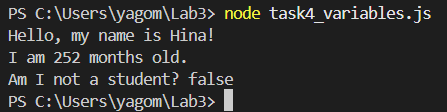 PS C:\Users\yagom\Lab3> node task4_variables.js
Hello, my name is Hina!
I am 252 months old.
Am I not a student? false
PS C:\Users\yagom\Lab3>